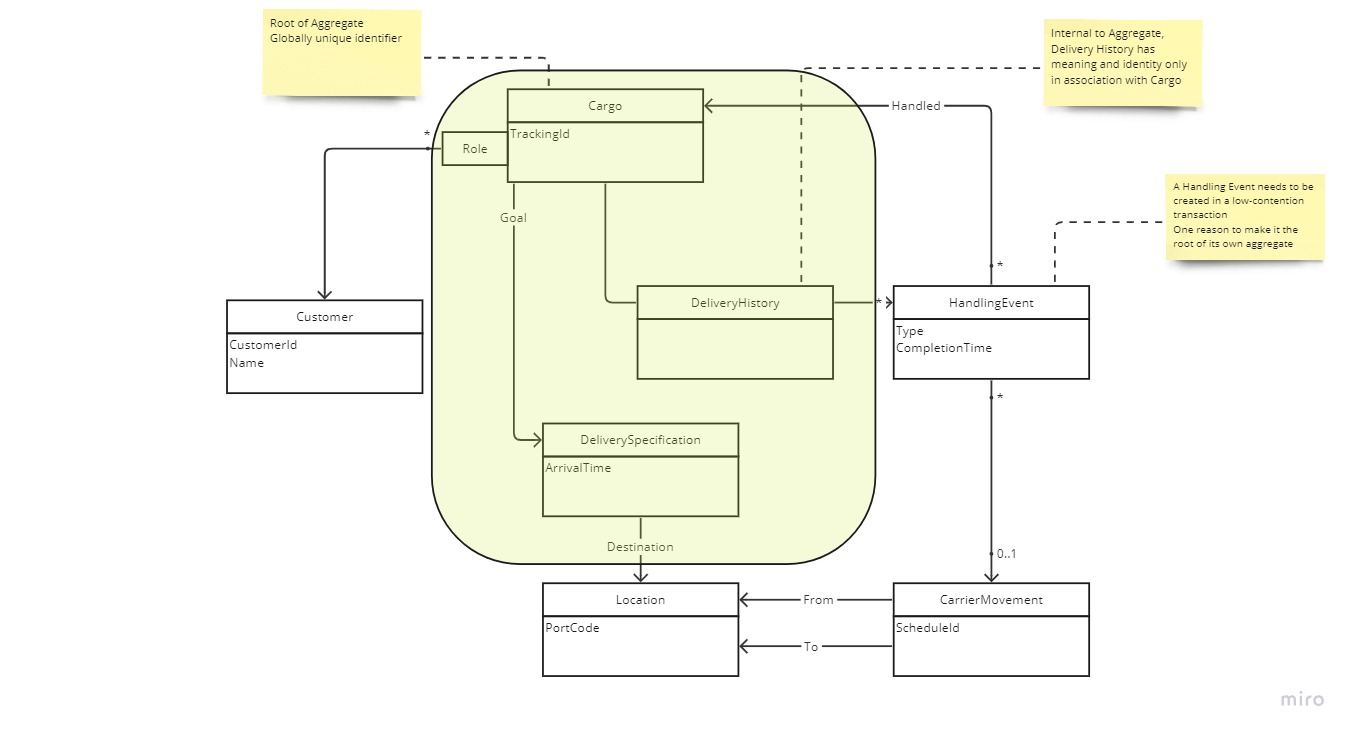 Root of Aggregate
Globally unique identifier
Internal to Aggregate,
Delivery History has
meaning and identity only
in association with Cargo
Cargo
TrackingId
Handled
*
Role
A Handling Event needs to be
created in a low-contention
transaction
One reason to make it the
root of its own aggregate
Goal
*
Customer
CustomerId
Name
DeliveryHistory
*
HandlingEvent
Type
CompletionTime
*
DeliverySpecification
ArrivalTime
Destination
0..1
Location
PortCode
From
To
CarrierMovement
ScheduleId
miro